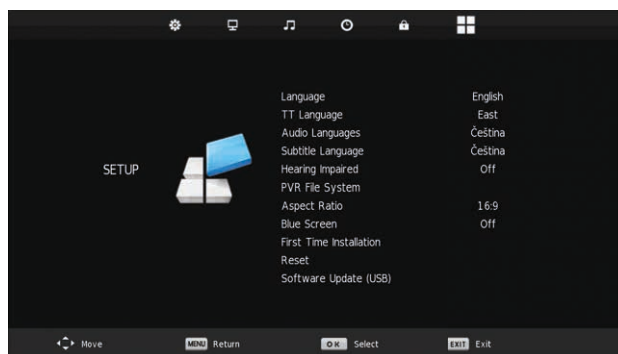 SETUP
Language English
TT Language East
Audio Languages Čeština
Subtitle Language Čeština
Hearing Impaired Off
PVR File System
Aspect Ratio 16:9
Blue Screen Off
First Time Installation
Reset
Software Update (USB)
Move MENU Return OK Select EXIT Exit